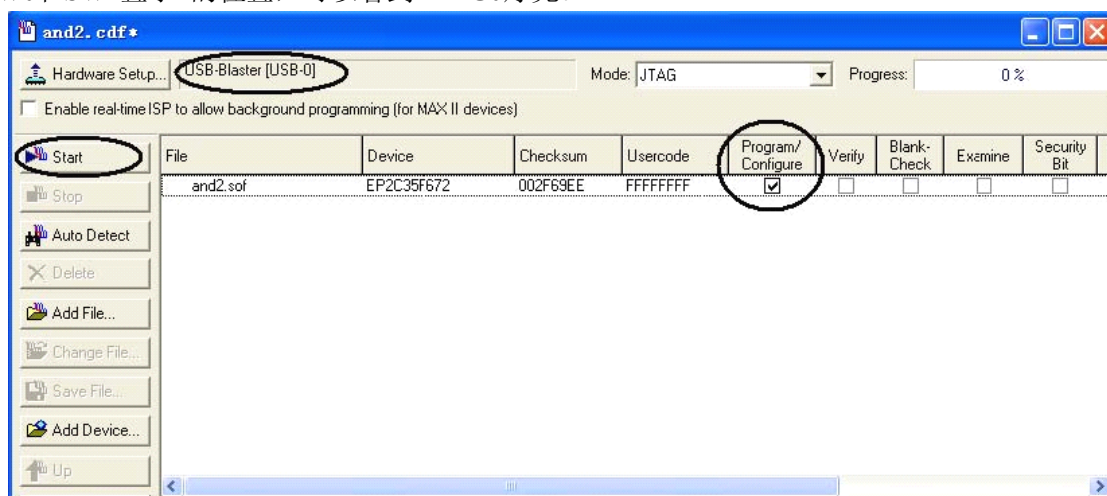 and2.cdf*
Hardware Setup... USB-Blaster [USB-0] Mode: JTAG Progress: 0 %
Enable real-time ISP to allow background programming (for MAX II devices)
Start
Stop
Auto Detect
Delete
Add File...
Change File...
Save File...
Add Device...
Up
File Device Checksum Usercode Program/ Configure Verify Blank- Check Examine Security Bit
and2.sof EP2C35F672 002F69EE FFFFFFFF